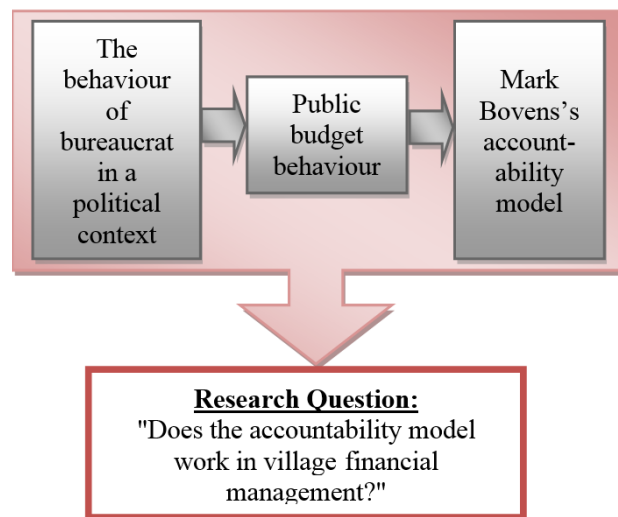 The
behaviour
of
bureaucrat
in a
political
context
Public
budget
behaviour
Mark
Bovens's
account-
ability
model
Research Question:
"Does the accountability model
work in village financial
management?"